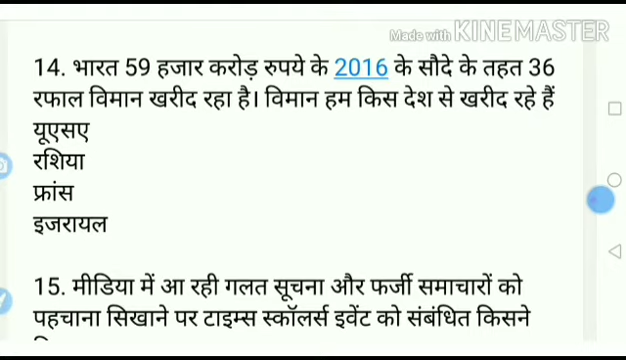 Made with KINEMASTER
14. भारत 59 हजार करोड़ रुपये के 2016 के सौदे के तहत 36
रफाल विमान खरीद रहा है। विमान हम किस देश से खरीद रहे हैं
यूएसए
रशिया
फ्रांस
इजरायल
15. मीडिया में आ रही गलत सूचना और फर्जी समाचारों को
पहचाना सिखाने पर टाइम्स स्कॉलर्स इवेंट को संबंधित किसने